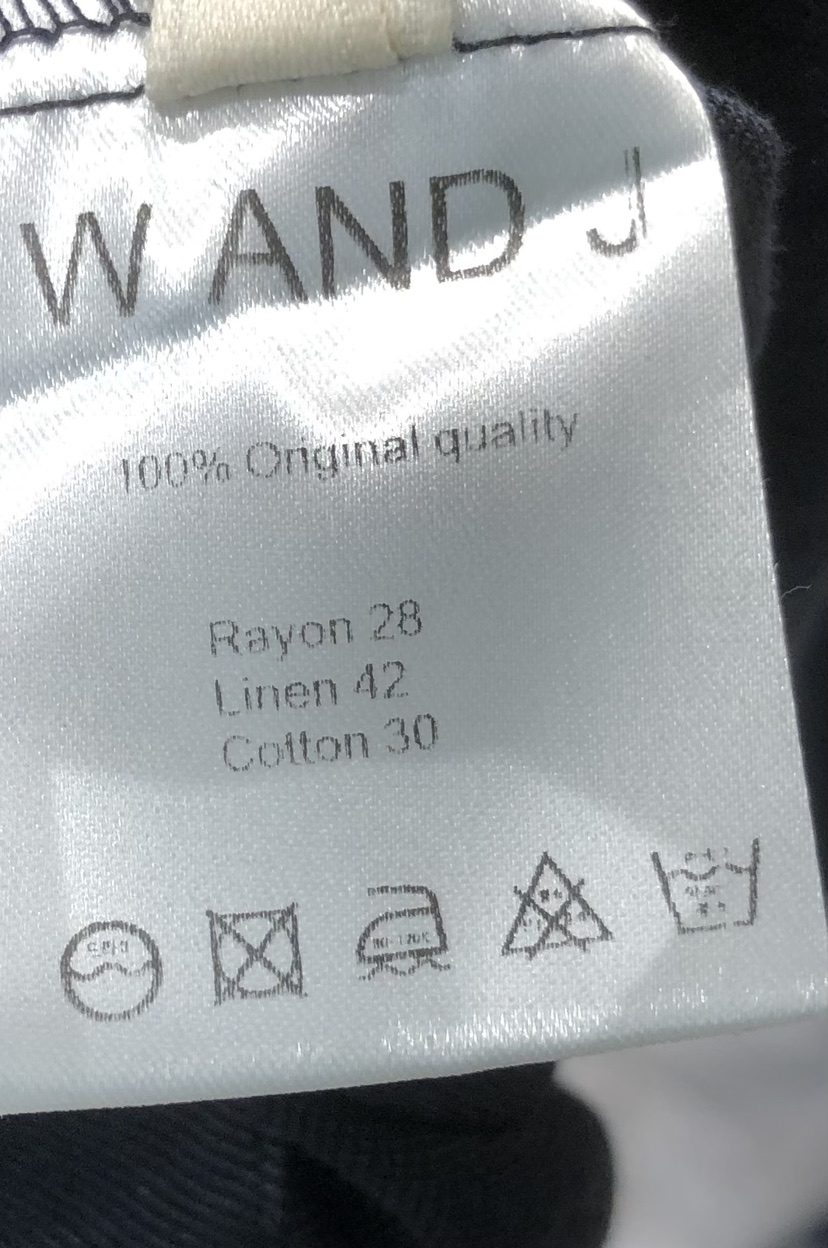 W AND J
100% Original quality
Rayon 28
Linen 42
Cotton 30